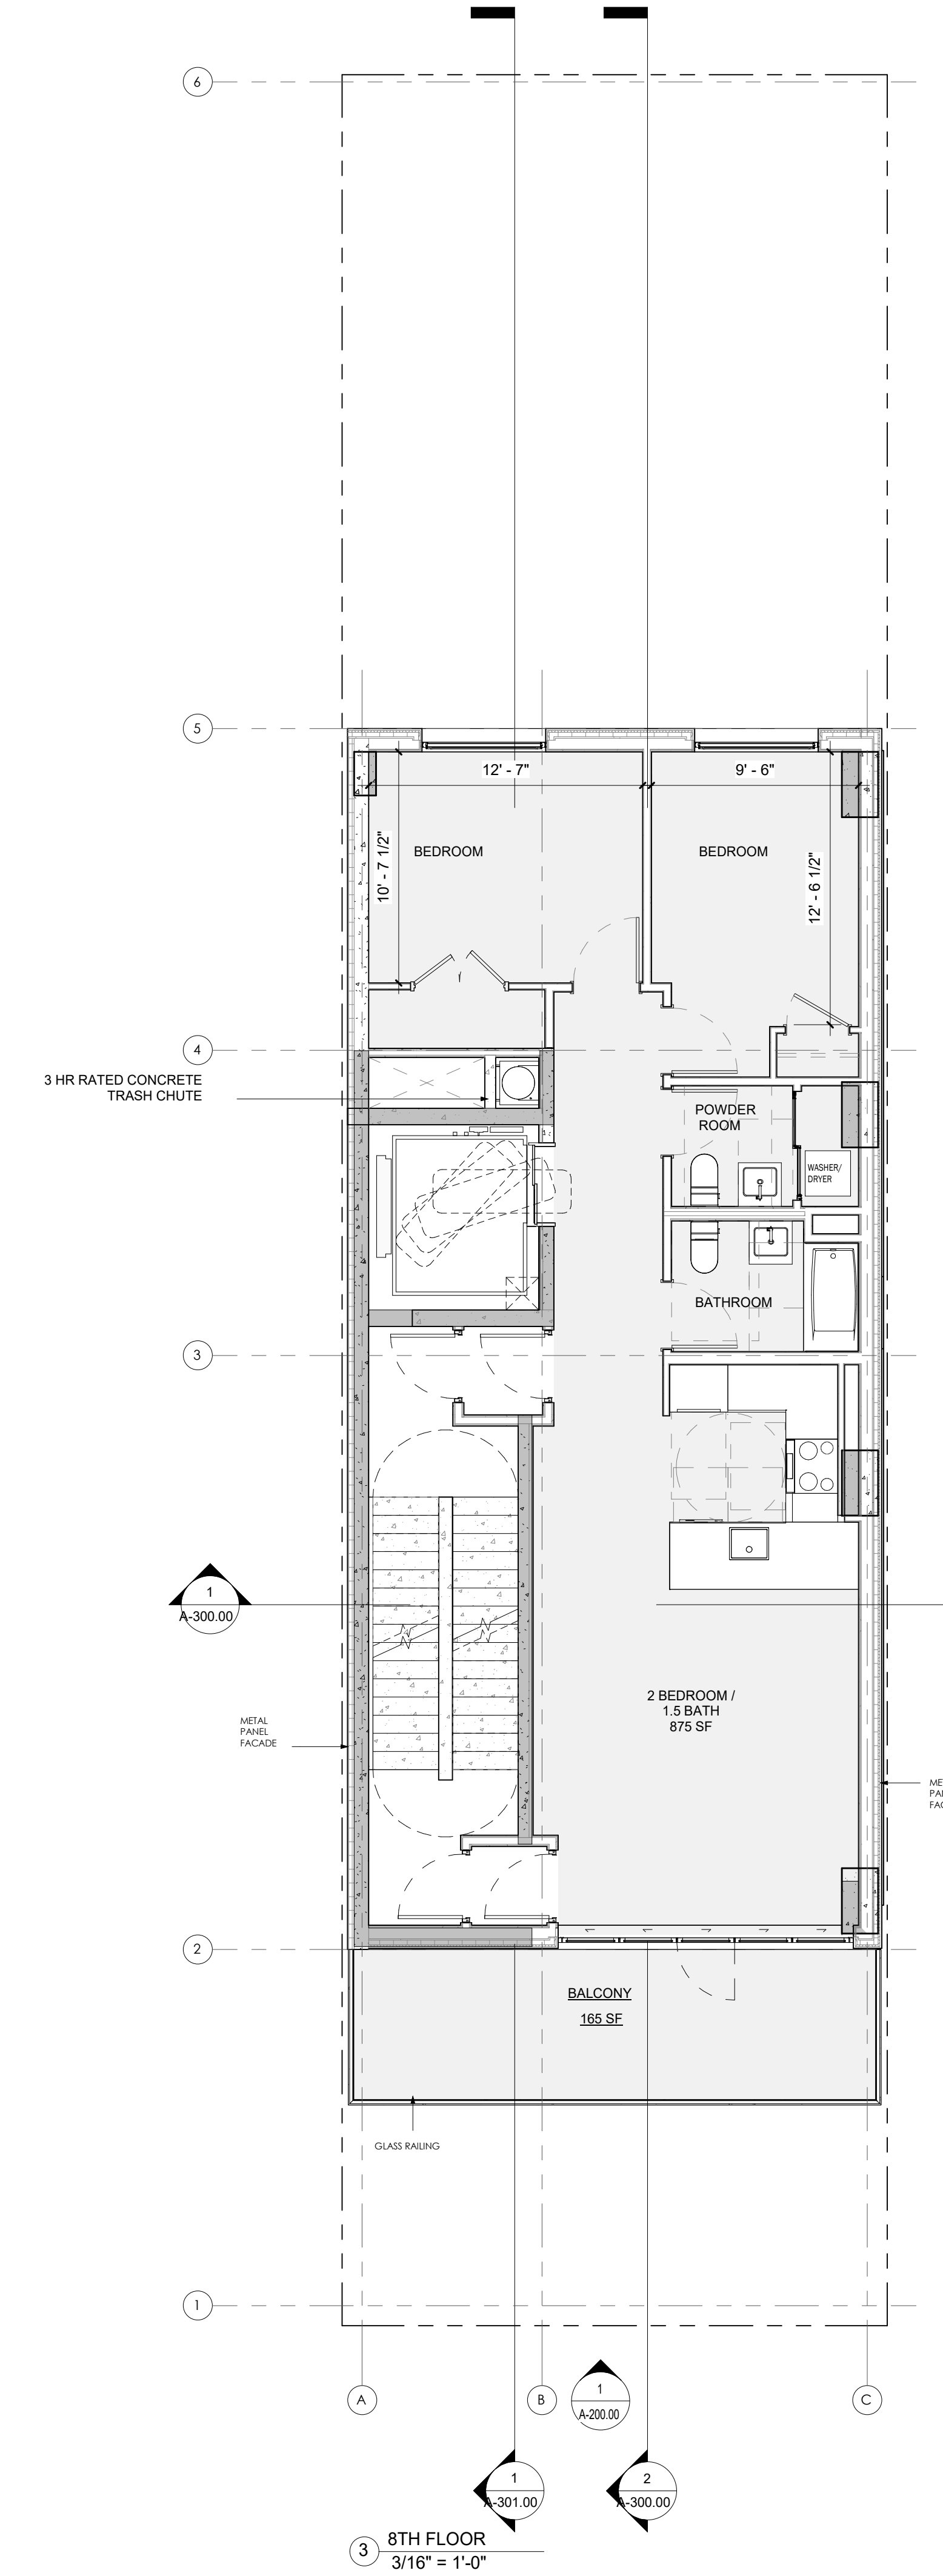 6
5
12' - 7"
9' - 6"
10' - 7 1/2"
BEDROOM
BEDROOM
12' - 6 1/2"
4
3 HR RATED CONCRETE
TRASH CHUTE
POWDER
ROOM
WASHER/
DRYER
BATHROOM
3
1
A-300.00
2 BEDROOM /
1.5 BATH
875 SF
METAL
PANEL
FACADE
2
BALCONY
165 SF
GLASS RAILING
1
A
B
C
1
A-200.00
1
A-301.00
2
A-300.00
3
8TH FLOOR
3/16" = 1'-0"